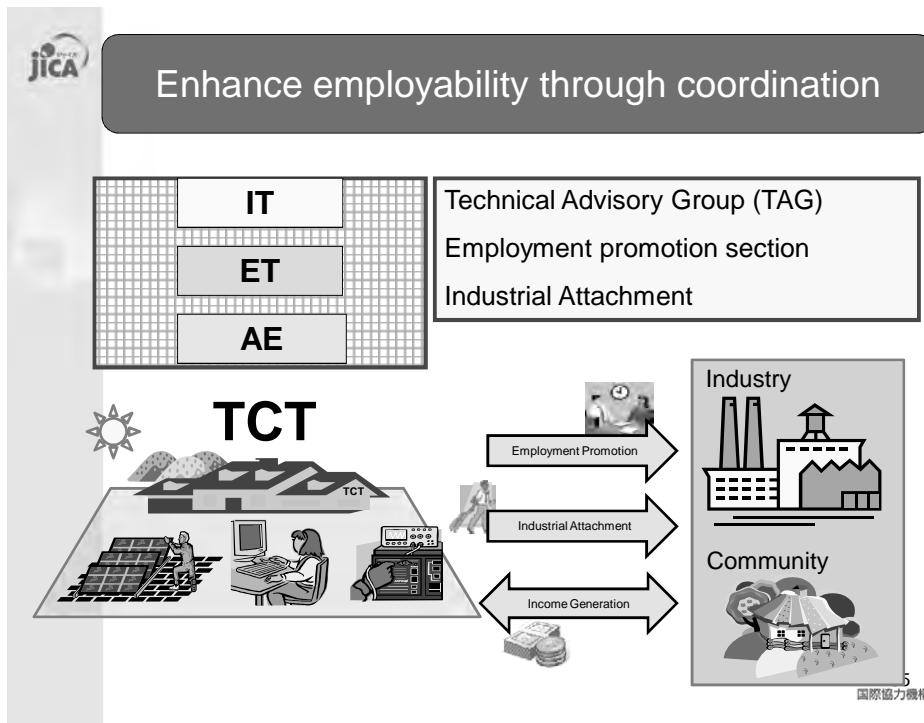 JICA
Enhance employability through coordination
IT
ET
AE
Technical Advisory Group (TAG)
Employment promotion section
Industrial Attachment
TCT
TCT
Employment Promotion
Industrial Attachment
Income Generation
Industry
Community
5
国際協力機